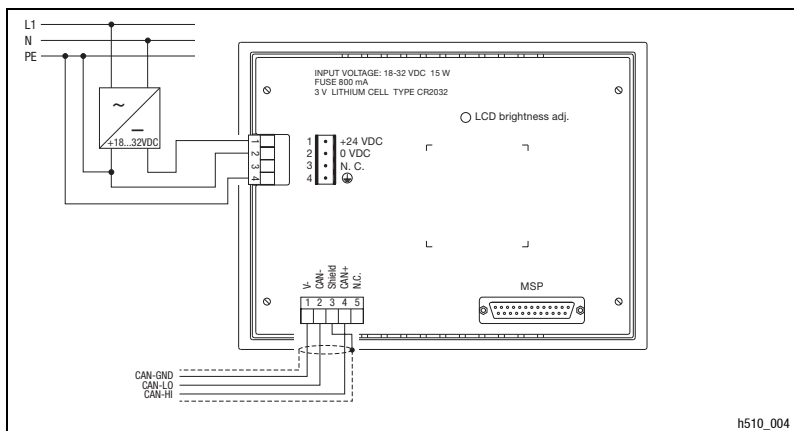 L1
N
PE
INPUT VOLTAGE: 18-32 VDC 15 W
FUSE 800 mA
3 V LITHIUM CELL TYPE CR2032
LCD brightness adj.
+18...32VDC
1
2
3
4
1 +24 VDC
2 0 VDC
3 N. C.
4
MSP
V-
CAN-
Shield
CAN+
N.C.
1 2 3 4 5
CAN-GND
CAN-LO
CAN-HI
h510_004